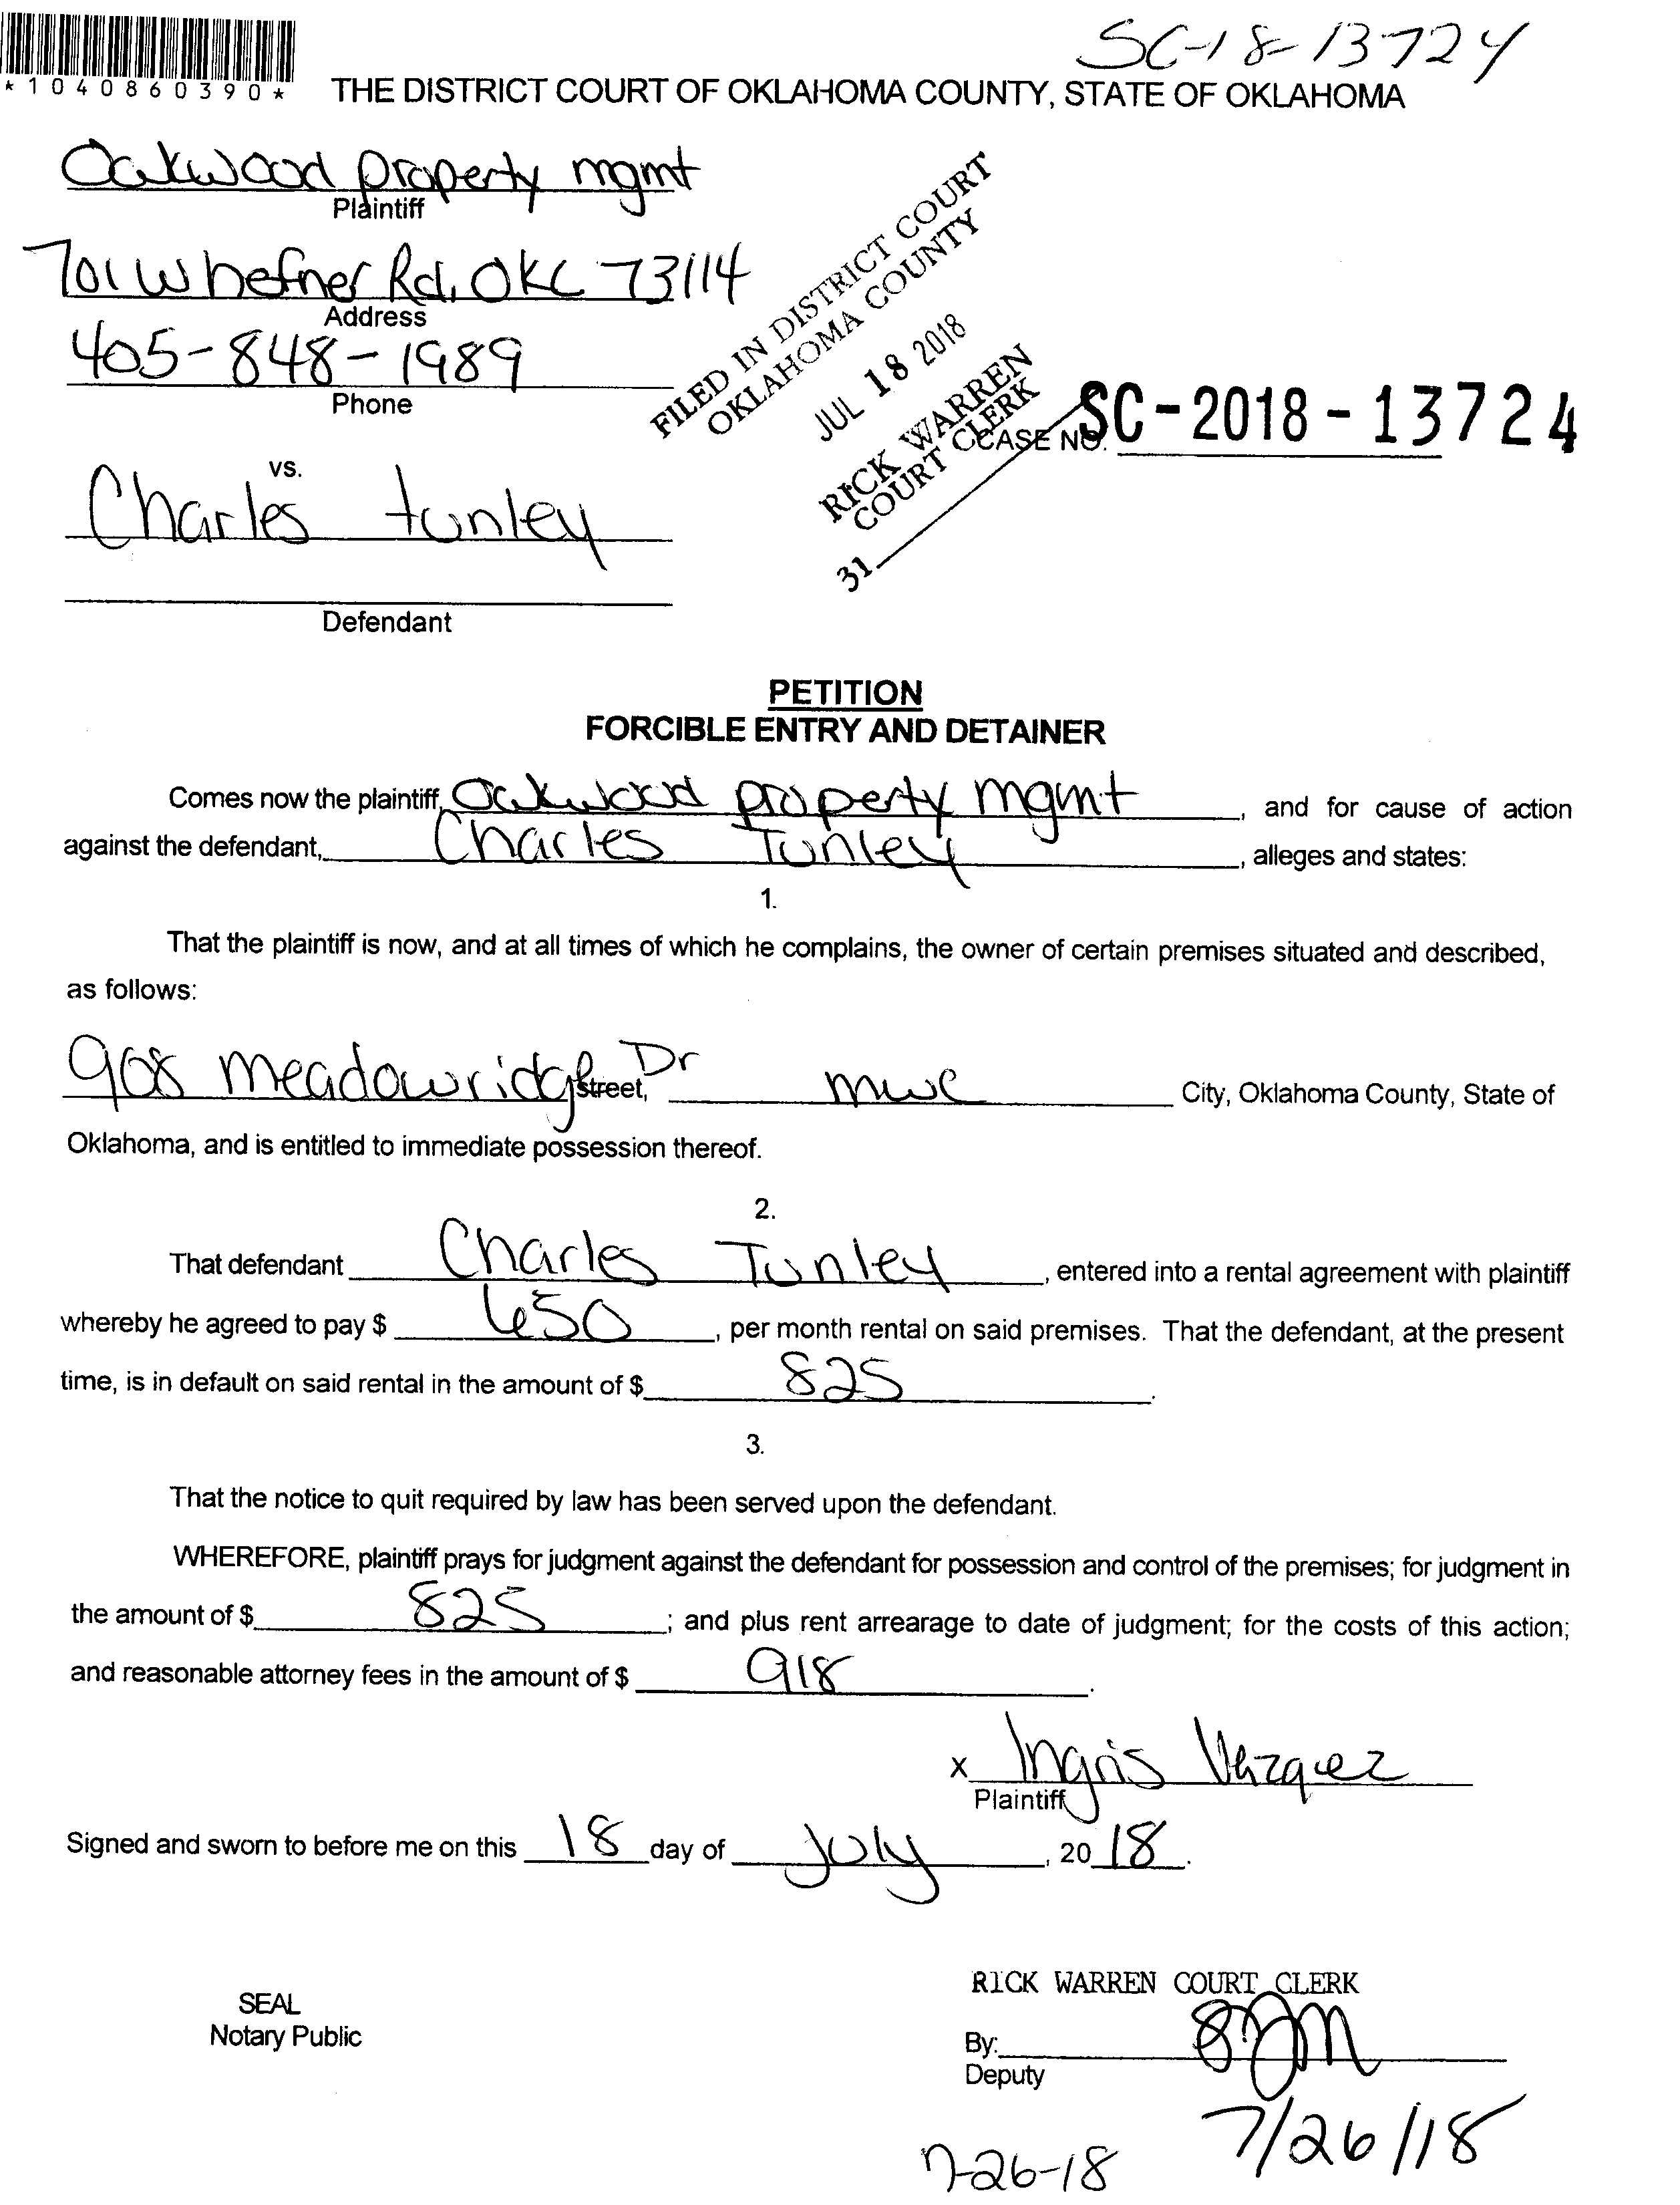 SC-18-13724
*1040860390*
THE DISTRICT COURT OF OKLAHOMA COUNTY, STATE OF OKLAHOMA
Oakwood property mgmt
Plaintiff
701 W hefner Rd, OKC 73114
Address
405-848-1989
Phone
FILED IN DISTRICT COURT
OKLAHOMA COUNTY
JUL 18 2018
RICK WARREN
COURT CLERK
31
CASE NO. SC-2018-13724
vs.
Charles tunley
Defendant
PETITION
FORCIBLE ENTRY AND DETAINER
Comes now the plaintiff, Oakwood property mgmt, and for cause of action
against the defendant, Charles Tunley, alleges and states:
1.
That the plaintiff is now, and at all times of which he complains, the owner of certain premises situated and described,
as follows:
908 meadowridge Street, Dr mwc City, Oklahoma County, State of
Oklahoma, and is entitled to immediate possession thereof.
2.
That defendant Charles Tunley, entered into a rental agreement with plaintiff
whereby he agreed to pay $ 650, per month rental on said premises. That the defendant, at the present
time, is in default on said rental in the amount of $ 825.
3.
That the notice to quit required by law has been served upon the defendant.
WHEREFORE, plaintiff prays for judgment against the defendant for possession and control of the premises; for judgment in
the amount of $ 825; and plus rent arrearage to date of judgment; for the costs of this action;
and reasonable attorney fees in the amount of $ 918.
x Ingris Vazquez
Plaintiff
Signed and sworn to before me on this 18 day of July, 20 18.
RICK WARREN COURT CLERK
SEAL
Notary Public
By:
Deputy
7/26/18
7-26-18